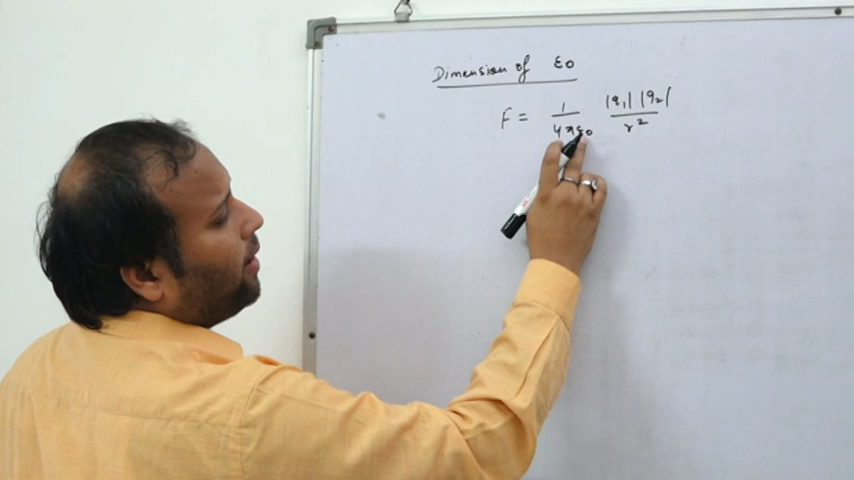 Dimension of ε0
F = 1/4πε0 |q1| |q2|/r²